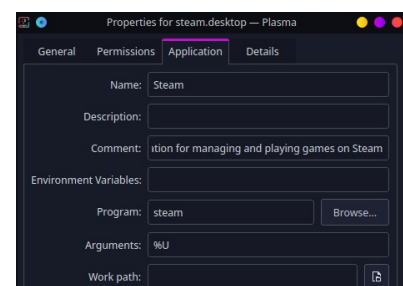 Properties for steam.desktop — Plasma
General Permissions Application Details
Name: Steam
Description:
Comment: ition for managing and playing games on Steam
Environment Variables:
Program: steam Browse...
Arguments: %U
Work path: